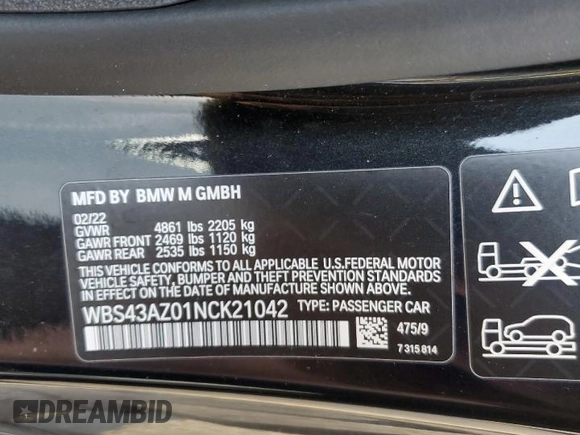 MFD BY BMW M GMBH
02/22
GVWR 4861 lbs 2205 kg
GAWR FRONT 2469 lbs 1120 kg
GAWR REAR 2535 lbs 1150 kg
THIS VEHICLE CONFORMS TO ALL APPLICABLE U.S.FEDERAL MOTOR
VEHICLE SAFETY, BUMPER AND THEFT PREVENTION STANDARDS
IN EFFECT ON THE DATE OF MANUFACTURE SHOWN ABOVE.
WBS43AZ01NCK21042 TYPE: PASSENGER CAR
475/9
7 315 814
DREAMBID